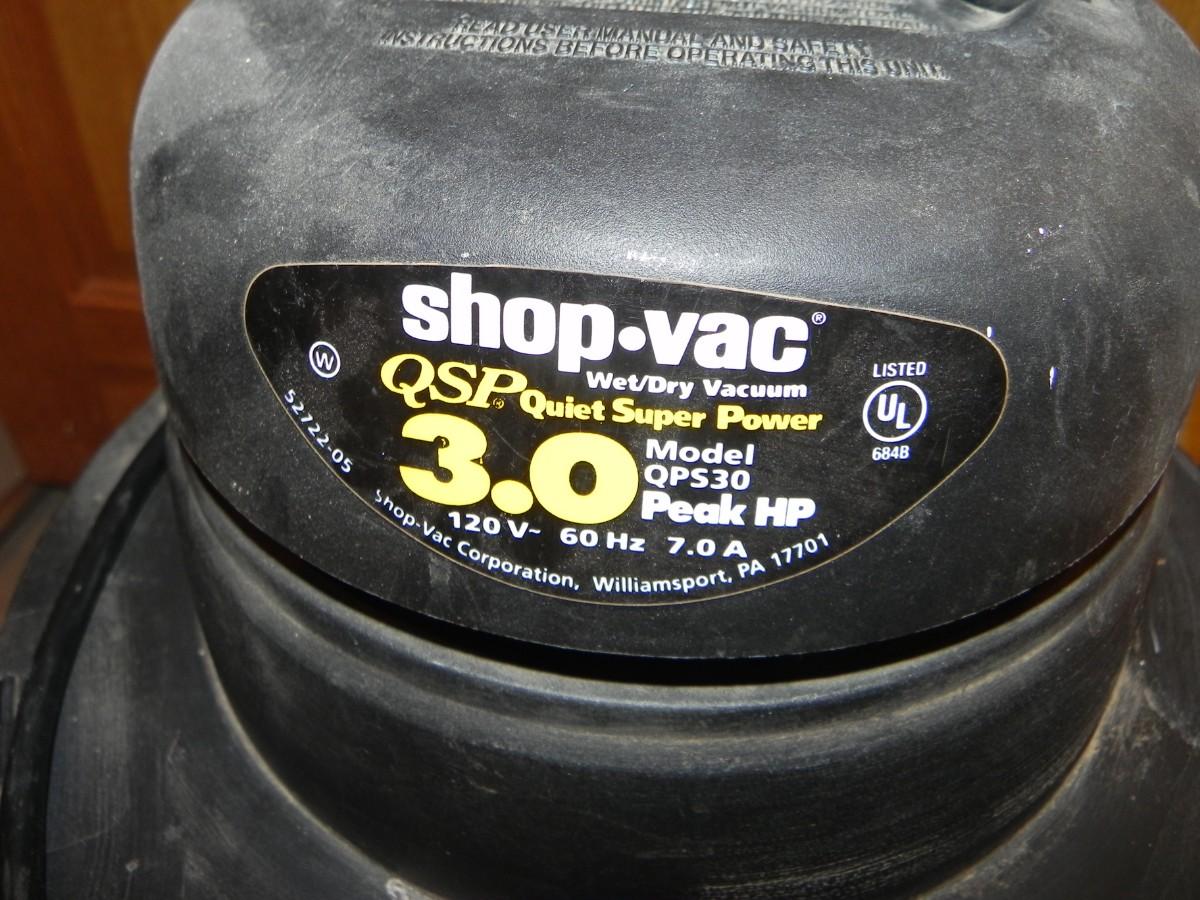 READ USER MANUAL AND SAFETY
INSTRUCTIONS BEFORE OPERATING THIS UNIT
shop•vac®
Wet/Dry Vacuum
QSP® Quiet Super Power
3.0
Model
QPS30
Peak HP
120 V~ 60 Hz 7.0 A
Shop-Vac Corporation, Williamsport, PA 17701
W
52722-05
LISTED
UL
684B